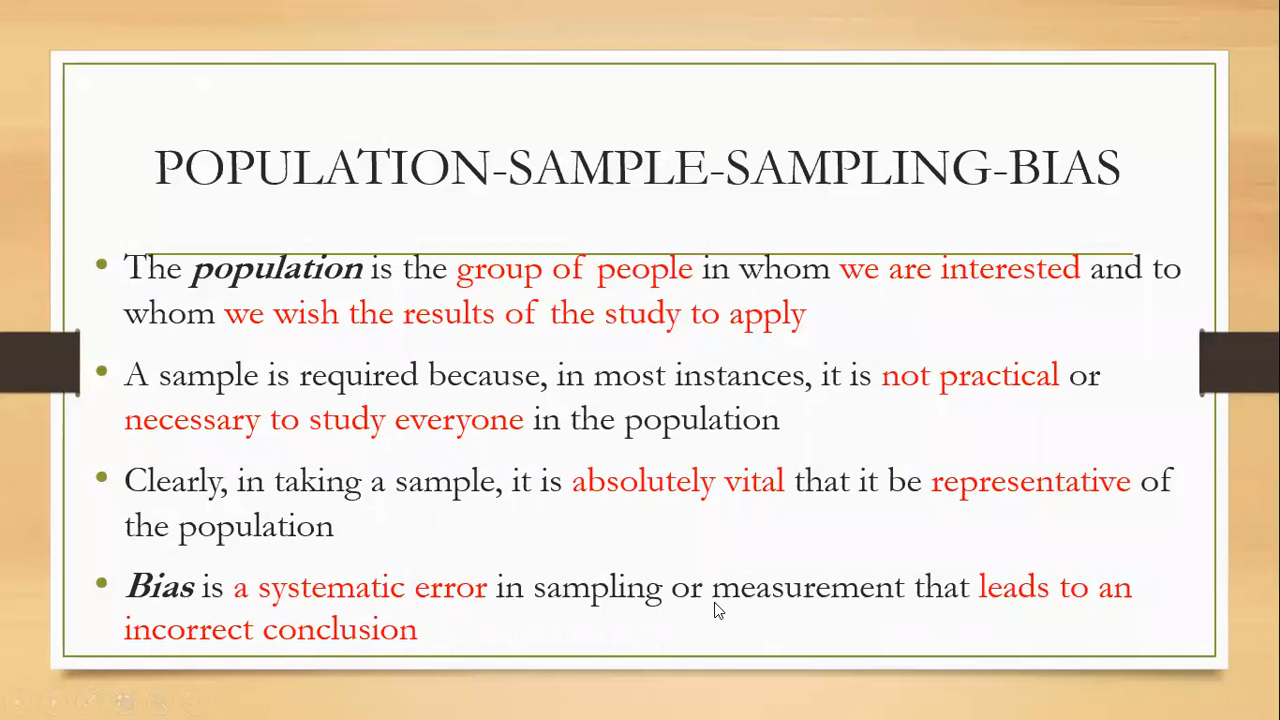 POPULATION-SAMPLE-SAMPLING-BIAS
• The population is the group of people in whom we are interested and to
whom we wish the results of the study to apply
• A sample is required because, in most instances, it is not practical or
necessary to study everyone in the population
• Clearly, in taking a sample, it is absolutely vital that it be representative of
the population
• Bias is a systematic error in sampling or measurement that leads to an
incorrect conclusion